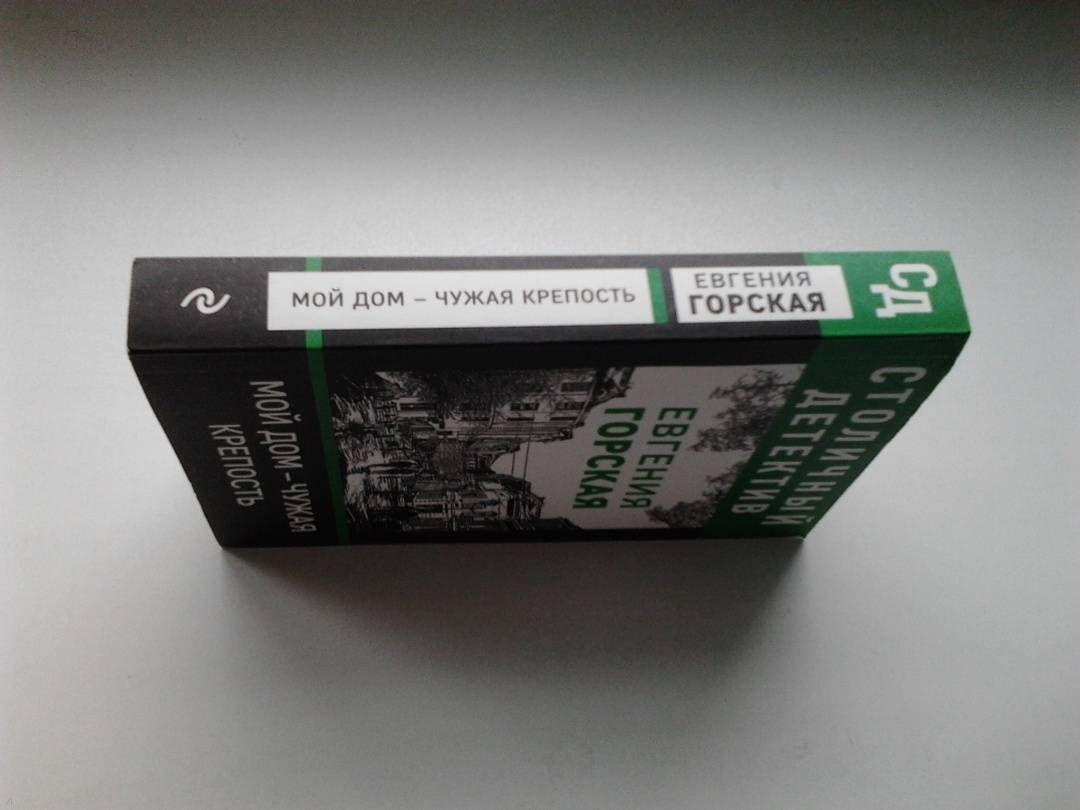 МОЙ ДОМ – ЧУЖАЯ КРЕПОСТЬ
ЕВГЕНИЯ
ГОРСКАЯ
СД
СТОЛИЧНЫЙ
ДЕТЕКТИВ
ЕВГЕНИЯ
ГОРСКАЯ
МОЙ ДОМ – ЧУЖАЯ
КРЕПОСТЬ